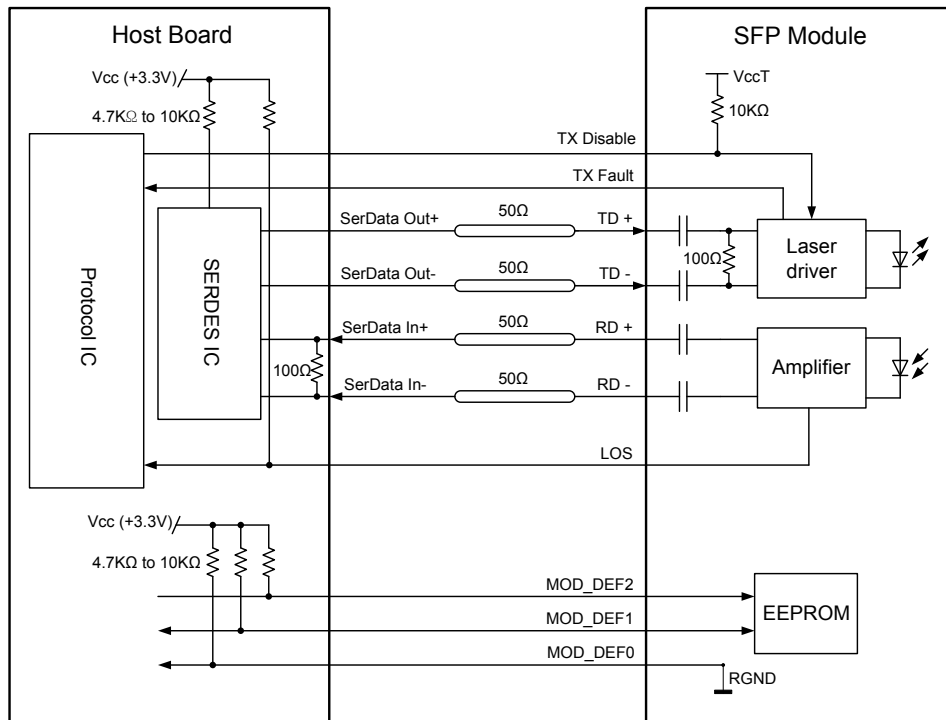 Host Board
SFP Module
Vcc (+3.3V)
VccT
4.7KΩ to 10KΩ
10KΩ
TX Disable
TX Fault
SerData Out+
50Ω
TD +
Protocol IC
SERDES IC
100Ω
Laser
driver
SerData Out-
50Ω
TD -
SerData In+
50Ω
RD +
100Ω
Amplifier
SerData In-
50Ω
RD -
LOS
Vcc (+3.3V)
4.7KΩ to 10KΩ
MOD_DEF2
EEPROM
MOD_DEF1
MOD_DEF0
RGND